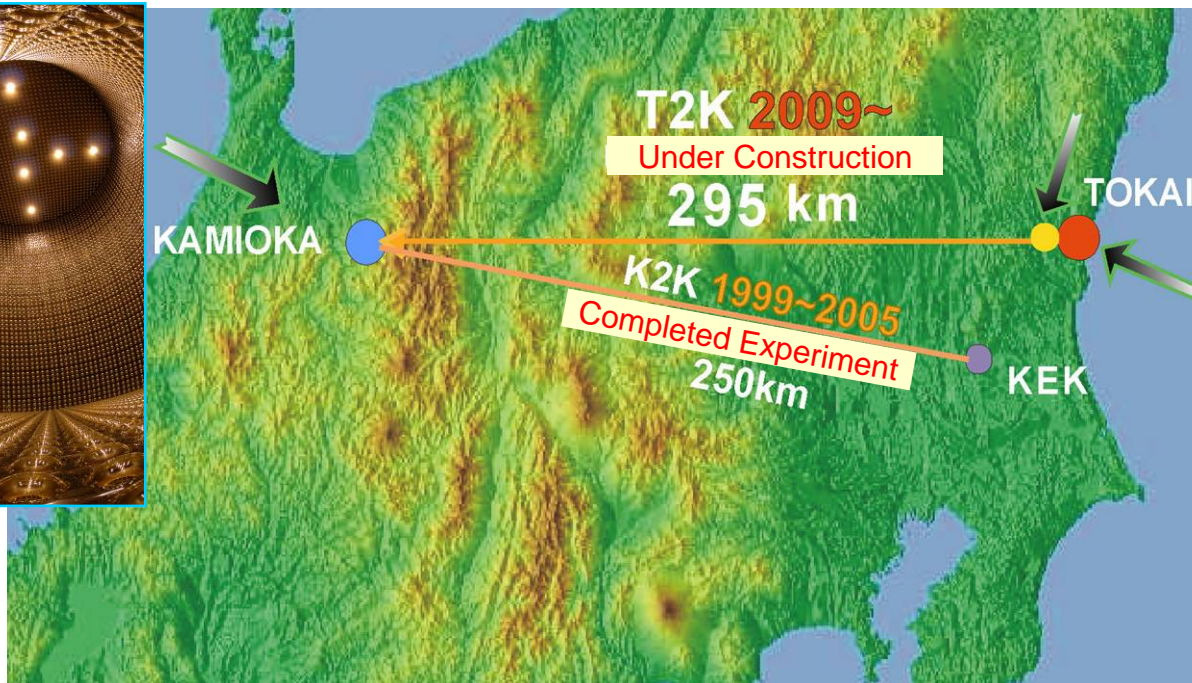 T2K 2009~
Under Construction
295 km
TOKAI
KAMIOKA
K2K 1999~2005
Completed Experiment
250km
KEK